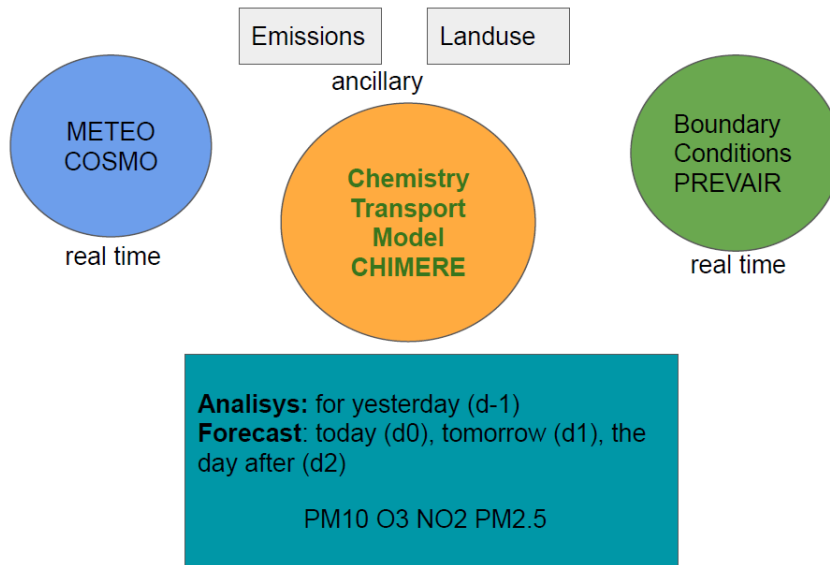 Emissions
Landuse
ancillary
METEO
COSMO
real time
Chemistry
Transport
Model
CHIMERE
Boundary
Conditions
PREVAIR
real time
Analisys: for yesterday (d-1)
Forecast: today (d0), tomorrow (d1), the
day after (d2)
PM10 O3 NO2 PM2.5